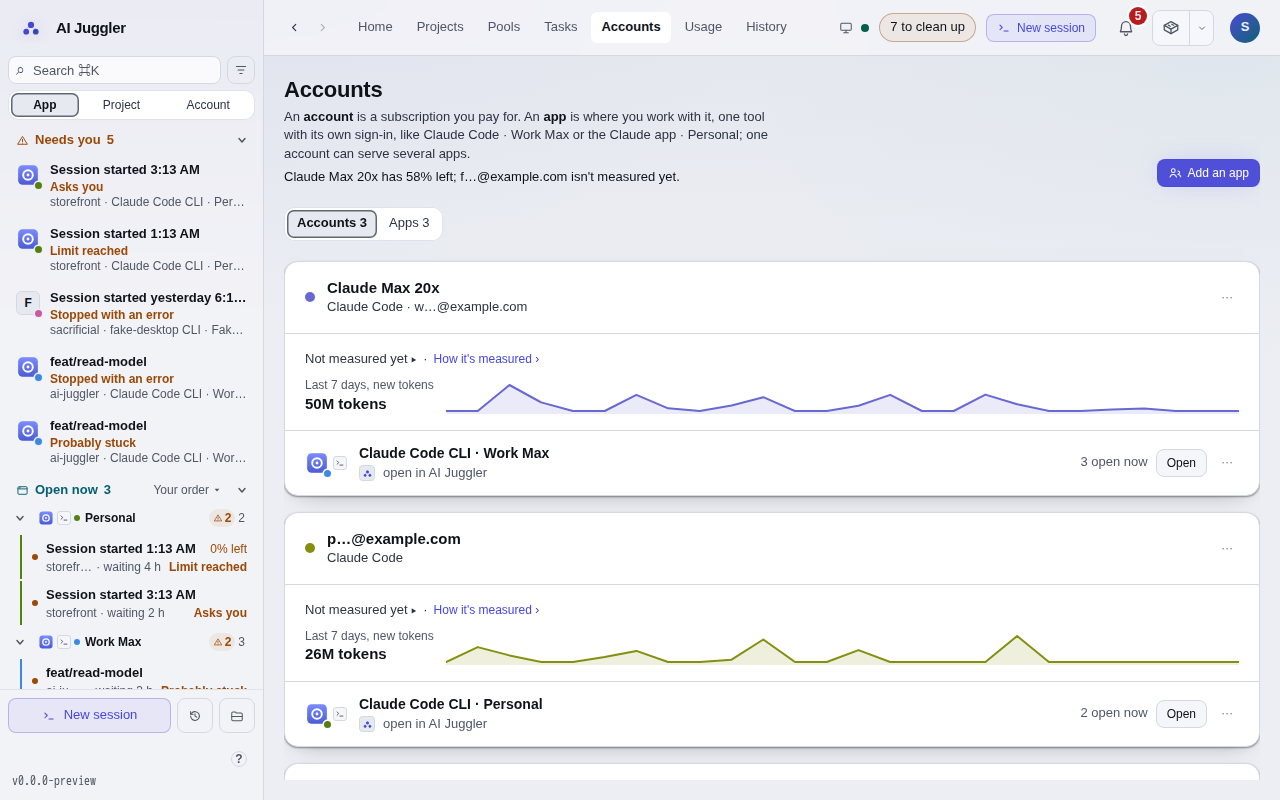 AI Juggler
Search ⌘K
App Project Account
Needs you 5
Session started 3:13 AM
Asks you
storefront · Claude Code CLI · Per…
Session started 1:13 AM
Limit reached
storefront · Claude Code CLI · Per…
F
Session started yesterday 6:1…
Stopped with an error
sacrificial · fake-desktop CLI · Fak…
feat/read-model
Stopped with an error
ai-juggler · Claude Code CLI · Wor…
feat/read-model
Probably stuck
ai-juggler · Claude Code CLI · Wor…
Open now 3 Your order
Personal 2 2
Session started 1:13 AM 0% left
storefr… · waiting 4 h Limit reached
Session started 3:13 AM
storefront · waiting 2 h Asks you
Work Max 2 3
feat/read-model
New session
?
v0.0.0-preview
Home Projects Pools Tasks Accounts Usage History
7 to clean up
New session
5
S
Accounts
An account is a subscription you pay for. An app is where you work with it, one tool
with its own sign-in, like Claude Code · Work Max or the Claude app · Personal; one
account can serve several apps.
Claude Max 20x has 58% left; f…@example.com isn't measured yet.
Add an app
Accounts 3 Apps 3
Claude Max 20x
Claude Code · w…@example.com
···
Not measured yet ▸ · How it's measured ›
Last 7 days, new tokens
50M tokens
Claude Code CLI · Work Max
open in AI Juggler
3 open now Open ···
p…@example.com
Claude Code
···
Not measured yet ▸ · How it's measured ›
Last 7 days, new tokens
26M tokens
Claude Code CLI · Personal
open in AI Juggler
2 open now Open ···